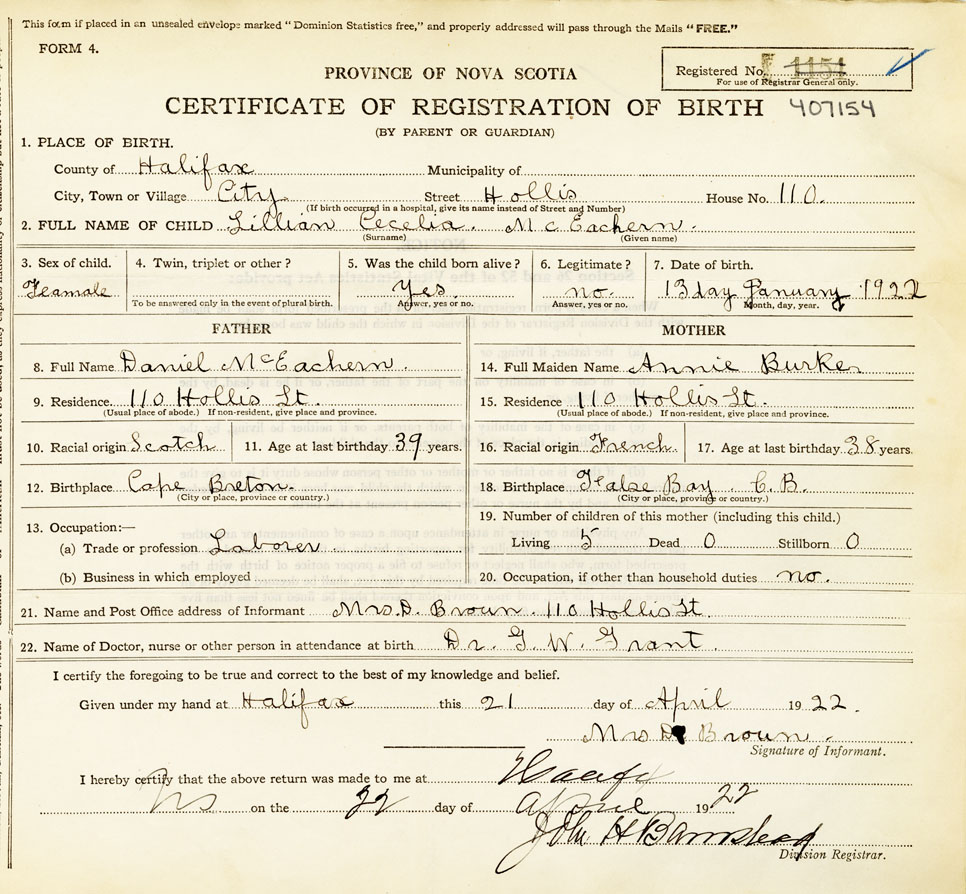 This form if placed in an unsealed envelope marked "Dominion Statistics free," and properly addressed will pass through the Mails "FREE."
FORM 4.
Registered No. 1151
For use of Registrar General only.
PROVINCE OF NOVA SCOTIA
CERTIFICATE OF REGISTRATION OF BIRTH 407154
(BY PARENT OR GUARDIAN)
1. PLACE OF BIRTH.
County of Halifax Municipality of
City, Town or Village City Street Hollis House No. 110.
(If birth occurred in a hospital, give its name instead of Street and Number)
2. FULL NAME OF CHILD Lillian Cecelia. McEachern.
(Surname) (Given name)
3. Sex of child. 4. Twin, triplet or other? 5. Was the child born alive? 6. Legitimate? 7. Date of birth.
Feamale yes. no. 13 day January 1922
To be answered only in the event of plural birth. Answer, yes or no. Answer, yes or no. Month, day, year.
FATHER MOTHER
8. Full Name Daniel McEachern. 14. Full Maiden Name Annie Burke
9. Residence. 110 Hollis St. 15. Residence 110 Hollis St.
(Usual place of abode.) If non-resident, give place and province. (Usual place of abode.) If non-resident, give place and province.
10. Racial origin Scotch 11. Age at last birthday 39 years. 16. Racial origin French. 17. Age at last birthday 38 years.
12. Birthplace Cape Breton. 18. Birthplace False Bay. C.B.
(City or place, province or country.) (City or place, province or country.)
13. Occupation:— 19. Number of children of this mother (including this child.)
(a) Trade or profession Laborer Living 5 Dead 0 Stillborn 0
(b) Business in which employed 20. Occupation, if other than household duties no.
21. Name and Post Office address of Informant Mrs. D. Broun. 110 Hollis St
22. Name of Doctor, nurse or other person in attendance at birth Dr. G. W. Grant.
I certify the foregoing to be true and correct to the best of my knowledge and belief.
Given under my hand at Halifax this 21 day of April 1922.
Mrs D Broun.
Signature of Informant.
I hereby certify that the above return was made to me at Halifax
NS on the 22 day of April 1922
John H Barnstead
Division Registrar.